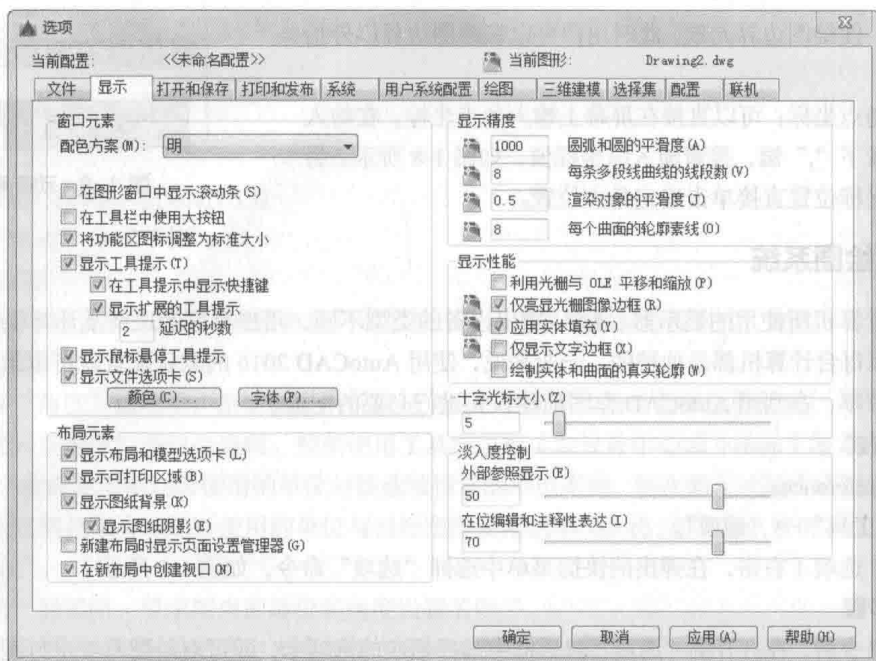 选项
当前配置: <<未命名配置>> 当前图形: Drawing2.dwg
文件 显示 打开和保存 打印和发布 系统 用户系统配置 绘图 三维建模 选择集 配置 联机
窗口元素
配色方案(M): 明
在图形窗口中显示滚动条(S)
在工具栏中使用大按钮
将功能区图标调整为标准大小
显示工具提示(T)
在工具提示中显示快捷键
显示扩展的工具提示
2 延迟的秒数
显示鼠标悬停工具提示
显示文件选项卡(S)
颜色(C)... 字体(F)...
布局元素
显示布局和模型选项卡(L)
显示可打印区域(B)
显示图纸背景(K)
显示图纸阴影(E)
新建布局时显示页面设置管理器(G)
在新布局中创建视口(N)
显示精度
1000 圆弧和圆的平滑度(A)
8 每条多段线曲线的线段数(V)
0.5 渲染对象的平滑度(J)
8 每个曲面的轮廓素线(O)
显示性能
利用光栅与 OLE 平移和缩放(P)
仅亮显光栅图像边框(R)
应用实体填充(Y)
仅显示文字边框(X)
绘制实体和曲面的真实轮廓(W)
十字光标大小(Z)
5
淡入度控制
外部参照显示(E)
50
在位编辑和注释性表达(I)
70
确定 取消 应用(A) 帮助(H)